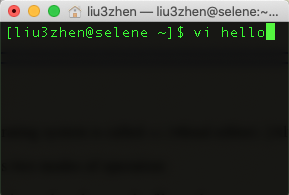 liu3zhen — liu3zhen@selene:~...
[liu3zhen@selene ~]$ vi hello